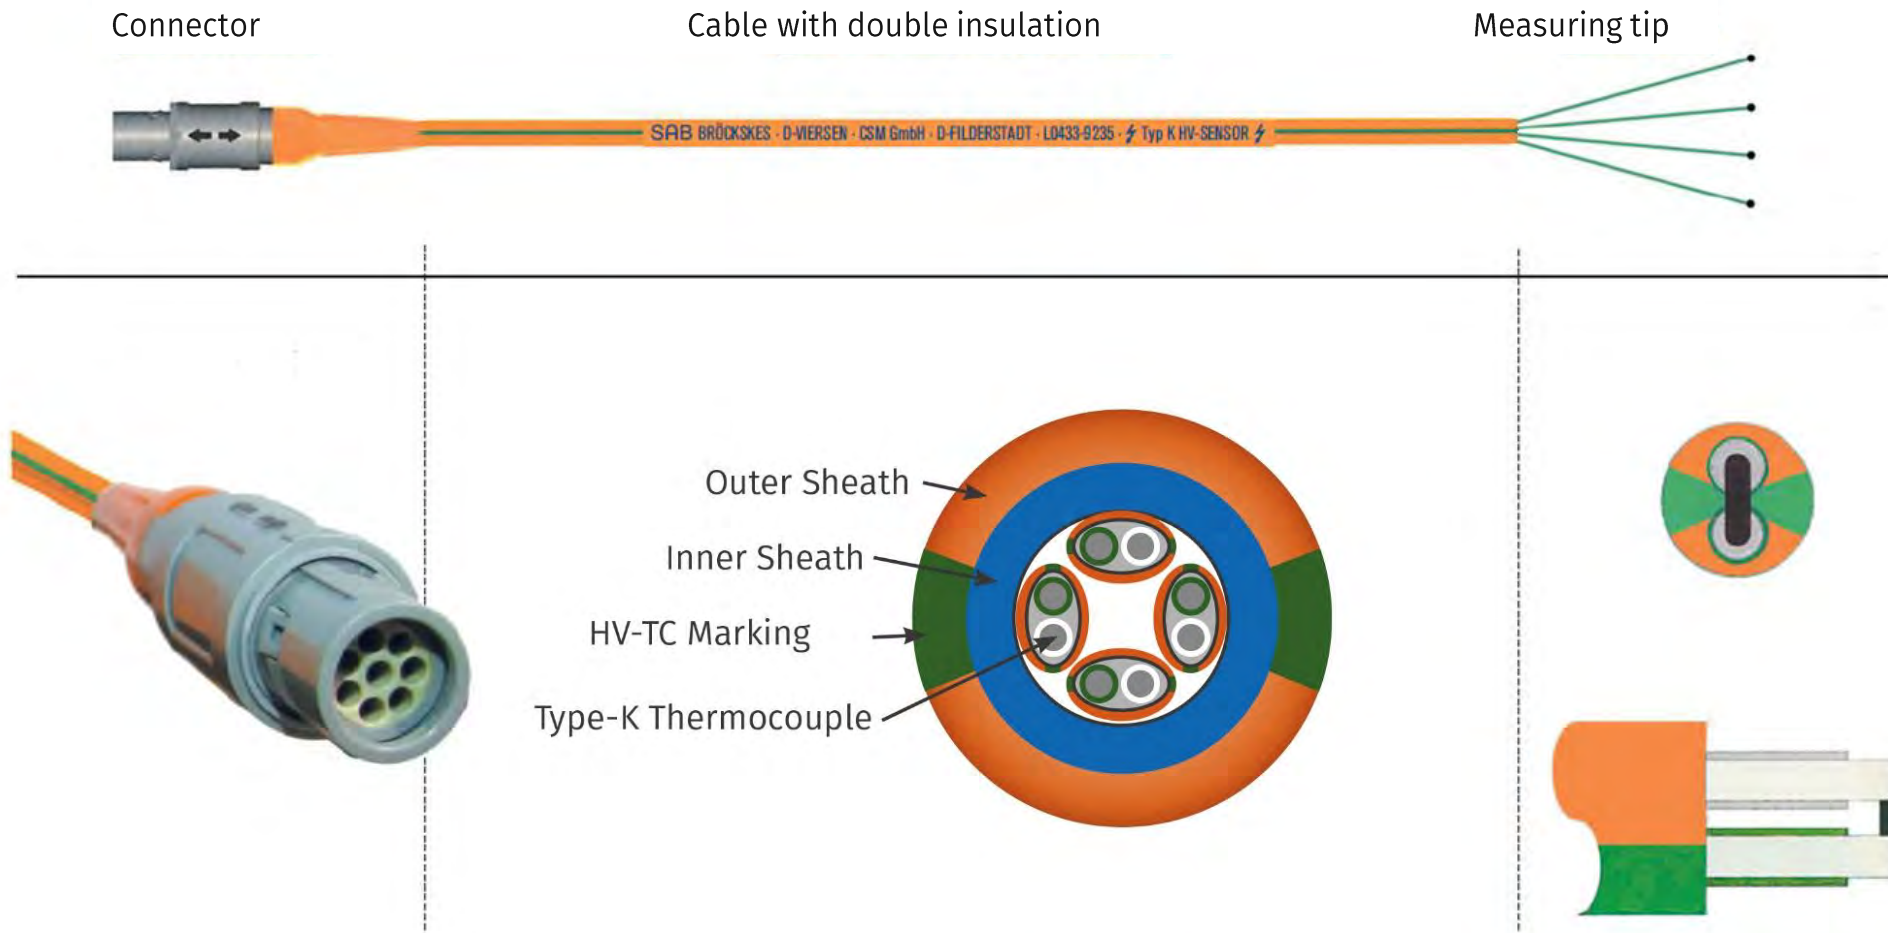 Connector
Cable with double insulation
Measuring tip
SAB BRÖCKSKES · D-VIERSEN · CSM GmbH · D-FILDERSTADT · L0433-9235 · Typ K HV-SENSOR
Outer Sheath
Inner Sheath
HV-TC Marking
Type-K Thermocouple